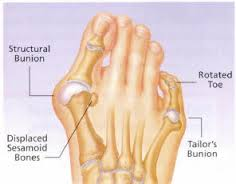 Structural
Bunion
Rotated
Toe
Displaced
Sesamoid
Bones
Tailor's
Bunion